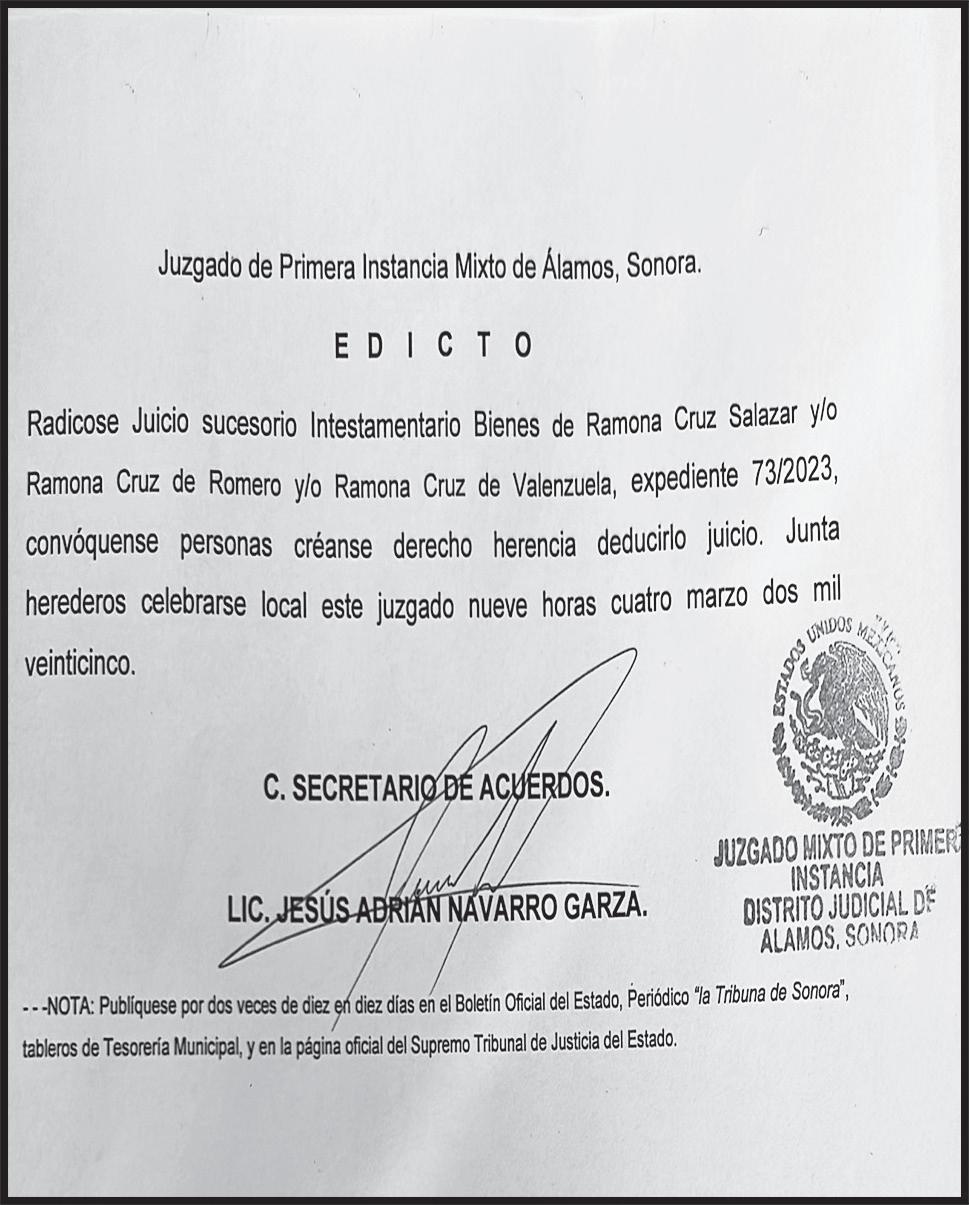 Juzgado de Primera Instancia Mixto de Álamos, Sonora.
E D I C T O
Radicose Juicio sucesorio Intestamentario Bienes de Ramona Cruz Salazar y/o
Ramona Cruz de Romero y/o Ramona Cruz de Valenzuela, expediente 73/2023,
convóquense personas créanse derecho herencia deducirlo juicio. Junta
herederos celebrarse local este juzgado nueve horas cuatro marzo dos mil
veinticinco.
C. SECRETARIO DE ACUERDOS.
LIC. JESÚS ADRIÁN NAVARRO GARZA.
ESTADOS UNIDOS MEXICANOS
JUZGADO MIXTO DE PRIMERA
INSTANCIA
DISTRITO JUDICIAL DE
ALAMOS, SONORA
- - -NOTA: Publíquese por dos veces de diez en diez días en el Boletín Oficial del Estado, Periódico “la Tribuna de Sonora”,
tableros de Tesorería Municipal, y en la página oficial del Supremo Tribunal de Justicia del Estado.